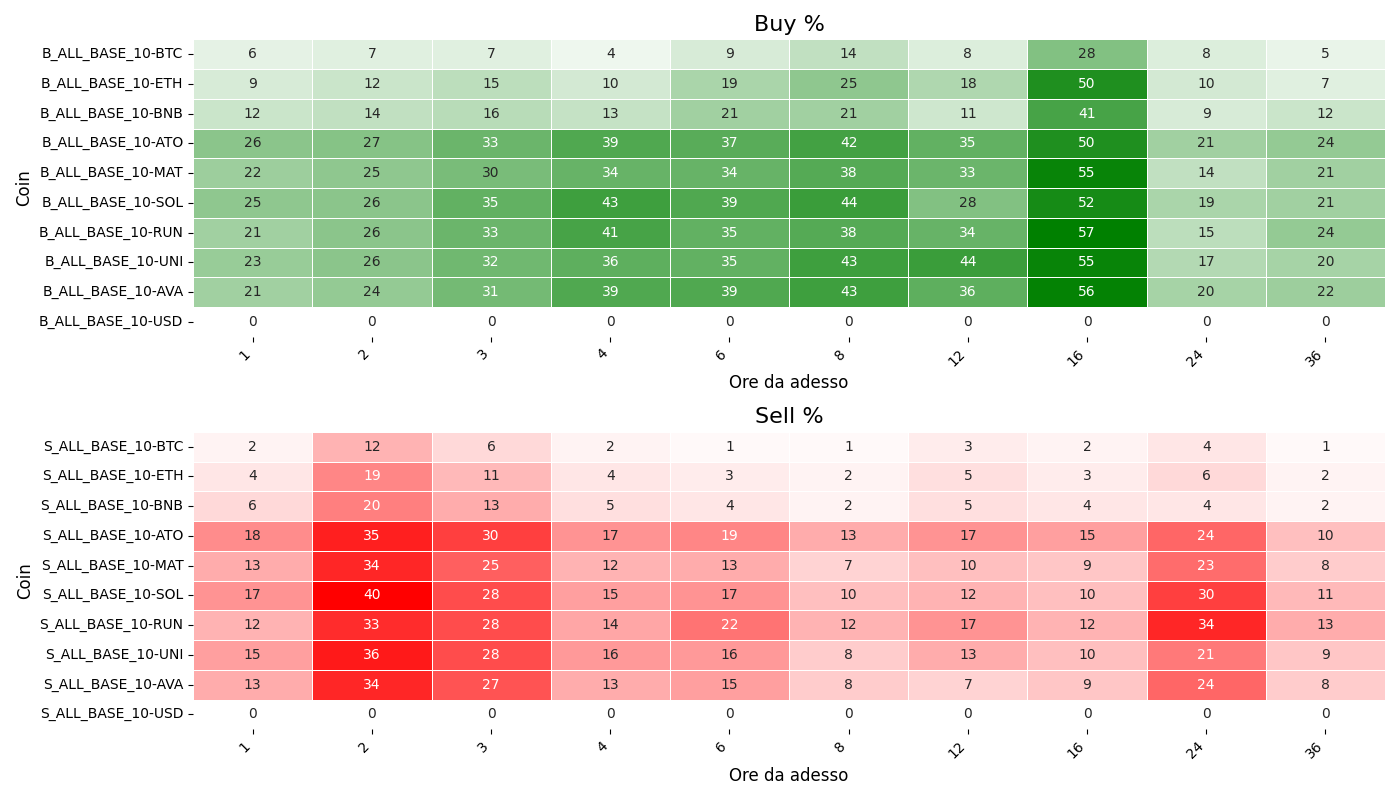 Buy %
Coin
B_ALL_BASE_10-BTC 6 7 7 4 9 14 8 28 8 5
B_ALL_BASE_10-ETH 9 12 15 10 19 25 18 50 10 7
B_ALL_BASE_10-BNB 12 14 16 13 21 21 11 41 9 12
B_ALL_BASE_10-ATO 26 27 33 39 37 42 35 50 21 24
B_ALL_BASE_10-MAT 22 25 30 34 34 38 33 55 14 21
B_ALL_BASE_10-SOL 25 26 35 43 39 44 28 52 19 21
B_ALL_BASE_10-RUN 21 26 33 41 35 38 34 57 15 24
B_ALL_BASE_10-UNI 23 26 32 36 35 43 44 55 17 20
B_ALL_BASE_10-AVA 21 24 31 39 39 43 36 56 20 22
B_ALL_BASE_10-USD 0 0 0 0 0 0 0 0 0 0
1 2 3 4 6 8 12 16 24 36
Ore da adesso
Sell %
Coin
S_ALL_BASE_10-BTC 2 12 6 2 1 1 3 2 4 1
S_ALL_BASE_10-ETH 4 19 11 4 3 2 5 3 6 2
S_ALL_BASE_10-BNB 6 20 13 5 4 2 5 4 4 2
S_ALL_BASE_10-ATO 18 35 30 17 19 13 17 15 24 10
S_ALL_BASE_10-MAT 13 34 25 12 13 7 10 9 23 8
S_ALL_BASE_10-SOL 17 40 28 15 17 10 12 10 30 11
S_ALL_BASE_10-RUN 12 33 28 14 22 12 17 12 34 13
S_ALL_BASE_10-UNI 15 36 28 16 16 8 13 10 21 9
S_ALL_BASE_10-AVA 13 34 27 13 15 8 7 9 24 8
S_ALL_BASE_10-USD 0 0 0 0 0 0 0 0 0 0
1 2 3 4 6 8 12 16 24 36
Ore da adesso